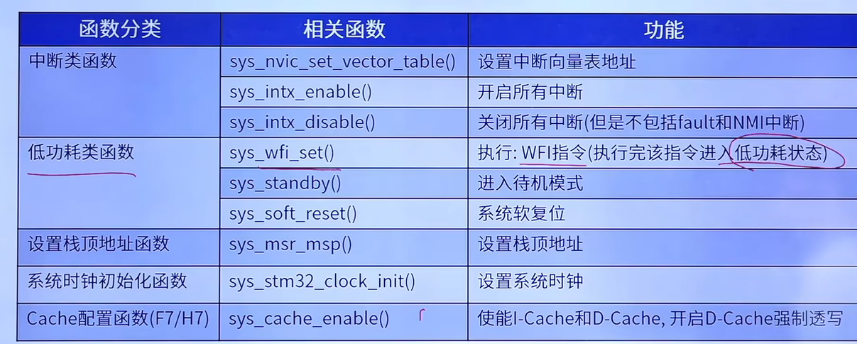 函数分类 相关函数 功能
中断类函数 sys_nvic_set_vector_table() 设置中断向量表地址
sys_intx_enable() 开启所有中断
sys_intx_disable() 关闭所有中断(但是不包括fault和NMI中断)
低功耗类函数 sys_wfi_set() 执行: WFI指令(执行完该指令进入低功耗状态)
sys_standby() 进入待机模式
sys_soft_reset() 系统软复位
设置栈顶地址函数 sys_msr_msp() 设置栈顶地址
系统时钟初始化函数 sys_stm32_clock_init() 设置系统时钟
Cache配置函数(F7/H7) sys_cache_enable() 使能I-Cache和D-Cache, 开启D-Cache强制透写